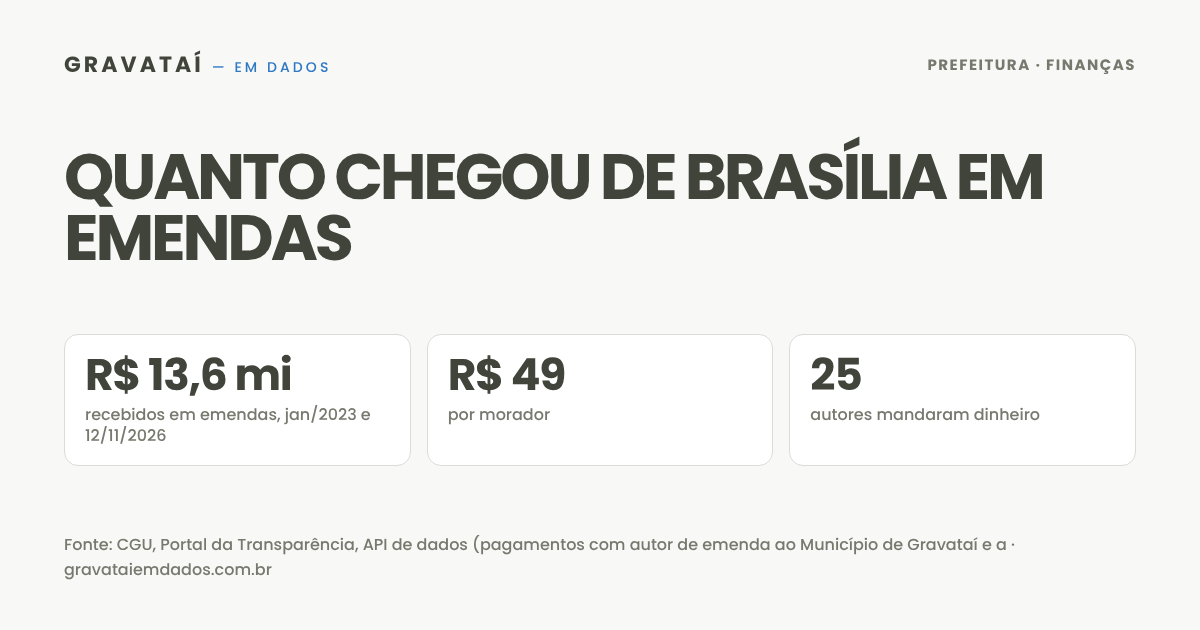 GRAVATAÍ — EM DADOS
PREFEITURA · FINANÇAS
QUANTO CHEGOU DE BRASÍLIA EM
EMENDAS
R$ 13,6 mi
recebidos em emendas, jan/2023 e
12/11/2026
R$ 49
por morador
25
autores mandaram dinheiro
Fonte: CGU, Portal da Transparência, API de dados (pagamentos com autor de emenda ao Município de Gravataí e a ·
gravataiemdados.com.br